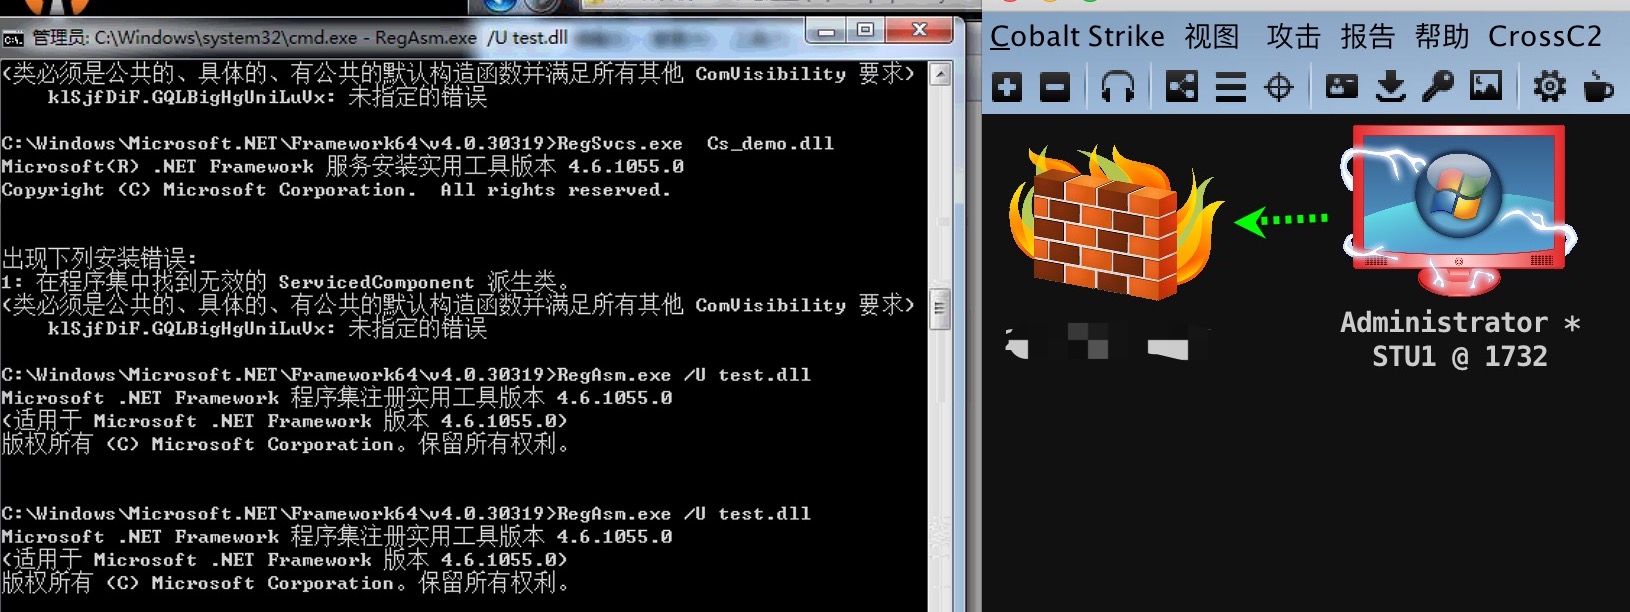 管理员: C:\Windows\system32\cmd.exe - RegAsm.exe /U test.dll
(类必须是公共的、具体的、有公共的默认构造函数并满足所有其他 ComVisibility 要求)
klSjfDiF.GQLBigHgUniLuVx: 未指定的错误
C:\Windows\Microsoft.NET\Framework64\v4.0.30319>RegSvcs.exe  Cs_demo.dll
Microsoft(R) .NET Framework 服务安装实用工具版本 4.6.1055.0
Copyright (C) Microsoft Corporation.  All rights reserved.
出现下列安装错误:
1: 在程序集中找到无效的 ServicedComponent 派生类。
(类必须是公共的、具体的、有公共的默认构造函数并满足所有其他 ComVisibility 要求)
klSjfDiF.GQLBigHgUniLuVx: 未指定的错误
C:\Windows\Microsoft.NET\Framework64\v4.0.30319>RegAsm.exe /U test.dll
Microsoft .NET Framework 程序集注册实用工具版本 4.6.1055.0
(适用于 Microsoft .NET Framework 版本 4.6.1055.0)
版权所有 (C) Microsoft Corporation。保留所有权利。
C:\Windows\Microsoft.NET\Framework64\v4.0.30319>RegAsm.exe /U test.dll
Microsoft .NET Framework 程序集注册实用工具版本 4.6.1055.0
(适用于 Microsoft .NET Framework 版本 4.6.1055.0)
版权所有 (C) Microsoft Corporation。保留所有权利。
Cobalt Strike 视图 攻击 报告 帮助 CrossC2
Administrator *
STU1 @ 1732